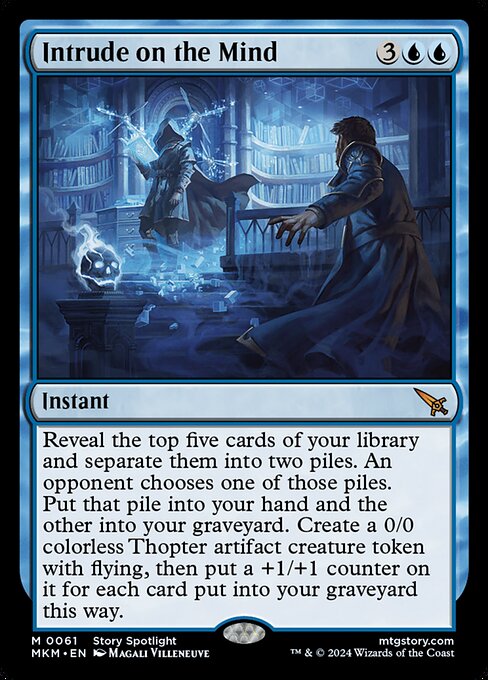 Intrude on the Mind 3
Instant
Reveal the top five cards of your library
and separate them into two piles. An
opponent chooses one of those piles.
Put that pile into your hand and the
other into your graveyard. Create a 0/0
colorless Thopter artifact creature token
with flying, then put a +1/+1 counter on
it for each card put into your graveyard
this way.
M 0061 Story Spotlight mtgstory.com
MKM • EN Magali Villeneuve ™ & © 2024 Wizards of the Coast